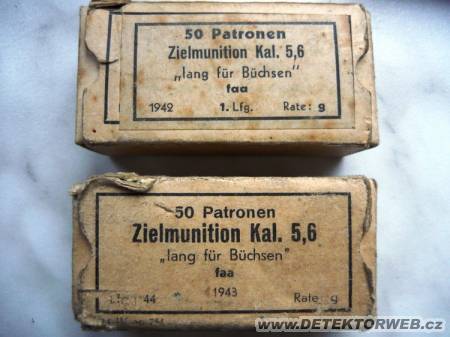 50 Patronen
Zielmunition Kal. 5,6
„lang für Büchsen"
faa
1942 1. Lfg. Rate: g
50 Patronen
Zielmunition Kal. 5,6
„lang für Büchsen"
faa
44 1943 Rate: g
www.DETEKTORWEB.cz